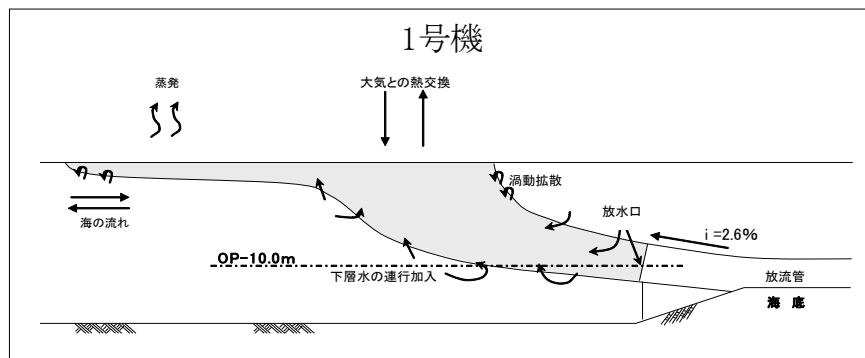 1号機
蒸発
大気との熱交換
渦動拡散
放水口
海の流れ
i =2.6%
OP-10.0m
下層水の連行加入
放流管
海 底